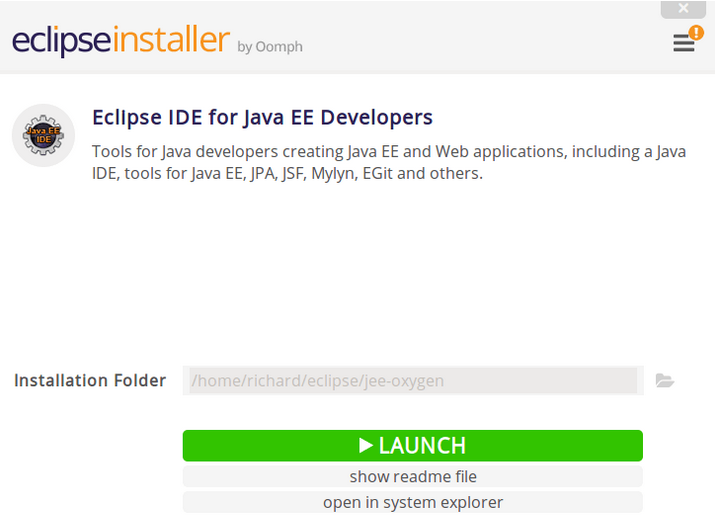 eclipseinstaller by Oomph
!
Java EE
IDE
Eclipse IDE for Java EE Developers
Tools for Java developers creating Java EE and Web applications, including a Java
IDE, tools for Java EE, JPA, JSF, Mylyn, EGit and others.
Installation Folder /home/richard/eclipse/jee-oxygen
LAUNCH
show readme file
open in system explorer